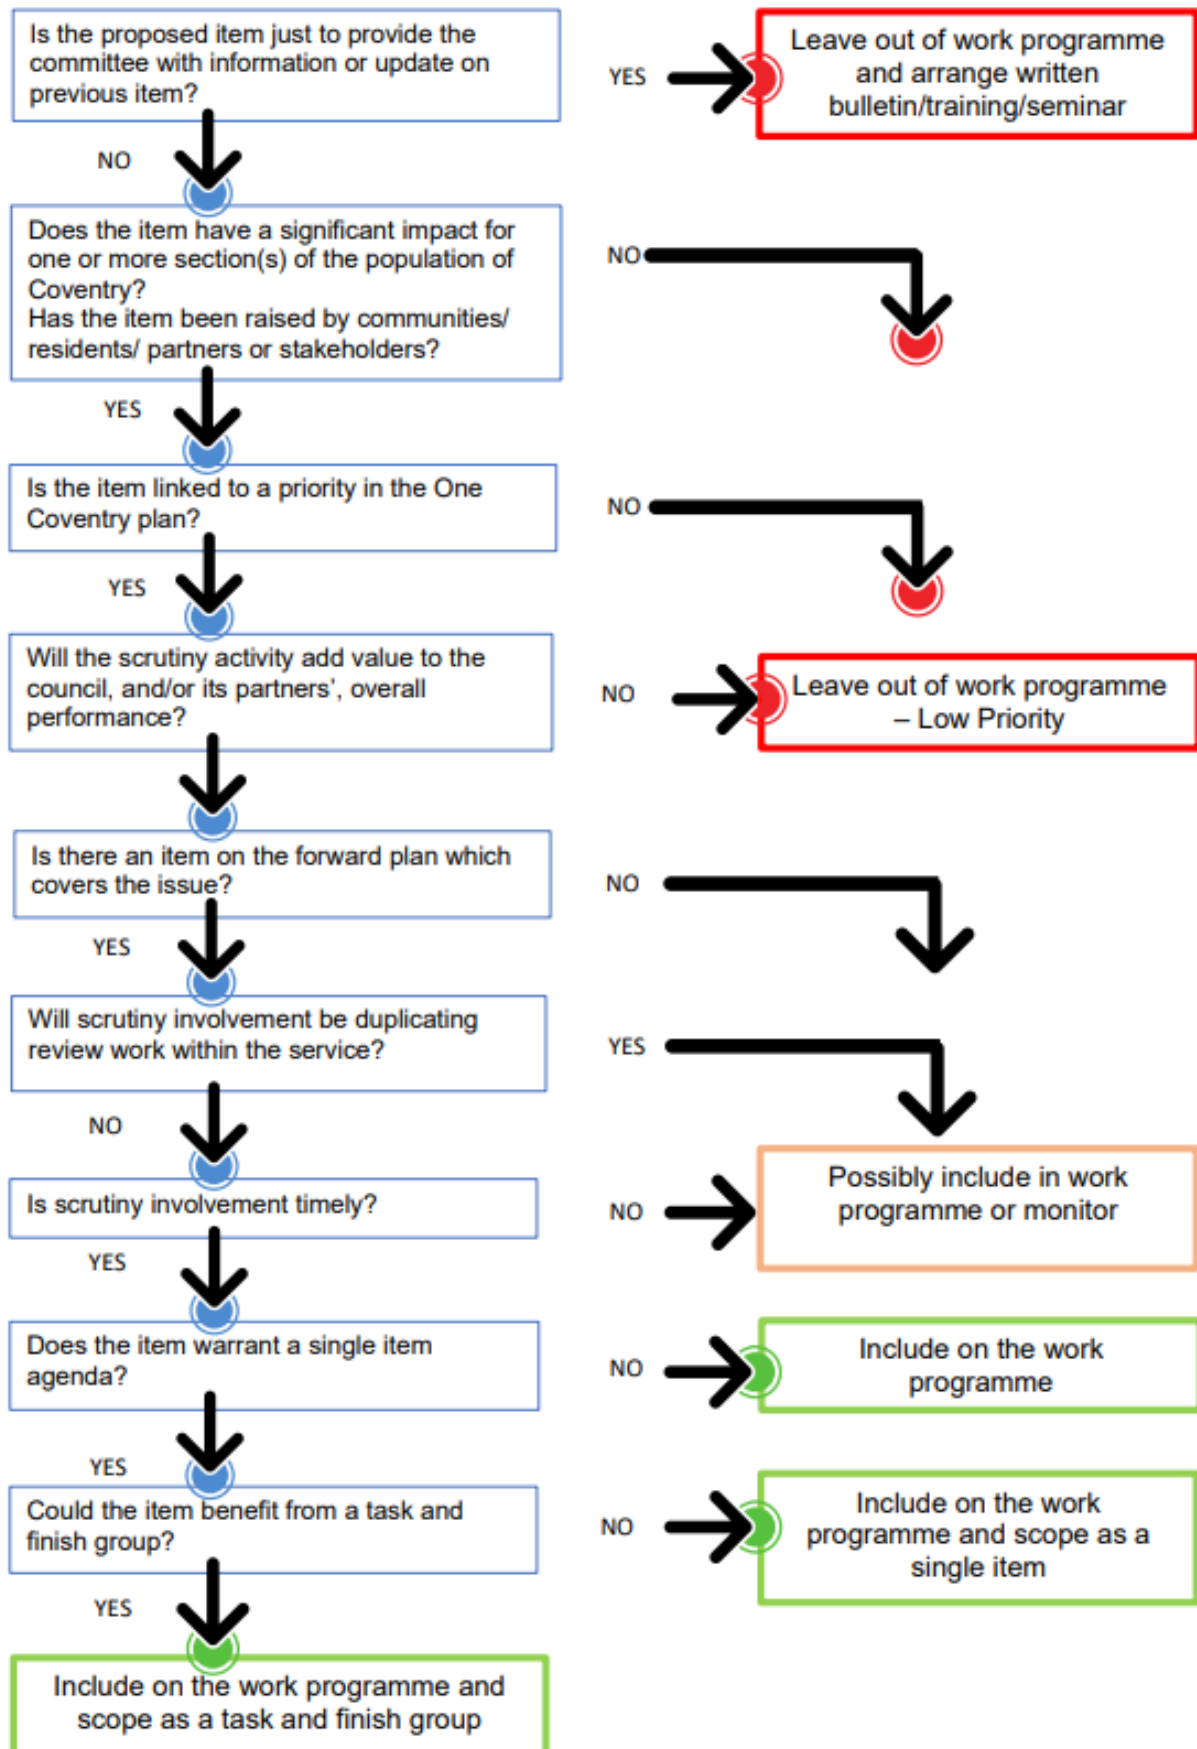 Is the proposed item just to provide the
committee with information or update on
previous item?
YES
Leave out of work programme
and arrange written
bulletin/training/seminar
NO
Does the item have a significant impact for
one or more section(s) of the population of
Coventry?
Has the item been raised by communities/
residents/ partners or stakeholders?
NO
YES
Is the item linked to a priority in the One
Coventry plan?
NO
YES
Will the scrutiny activity add value to the
council, and/or its partners’, overall
performance?
NO
Leave out of work programme
– Low Priority
Is there an item on the forward plan which
covers the issue?
NO
YES
Will scrutiny involvement be duplicating
review work within the service?
YES
NO
Is scrutiny involvement timely?
NO
Possibly include in work
programme or monitor
YES
Does the item warrant a single item
agenda?
NO
Include on the work
programme
YES
Could the item benefit from a task and
finish group?
NO
Include on the work
programme and scope as a
single item
YES
Include on the work programme and
scope as a task and finish group